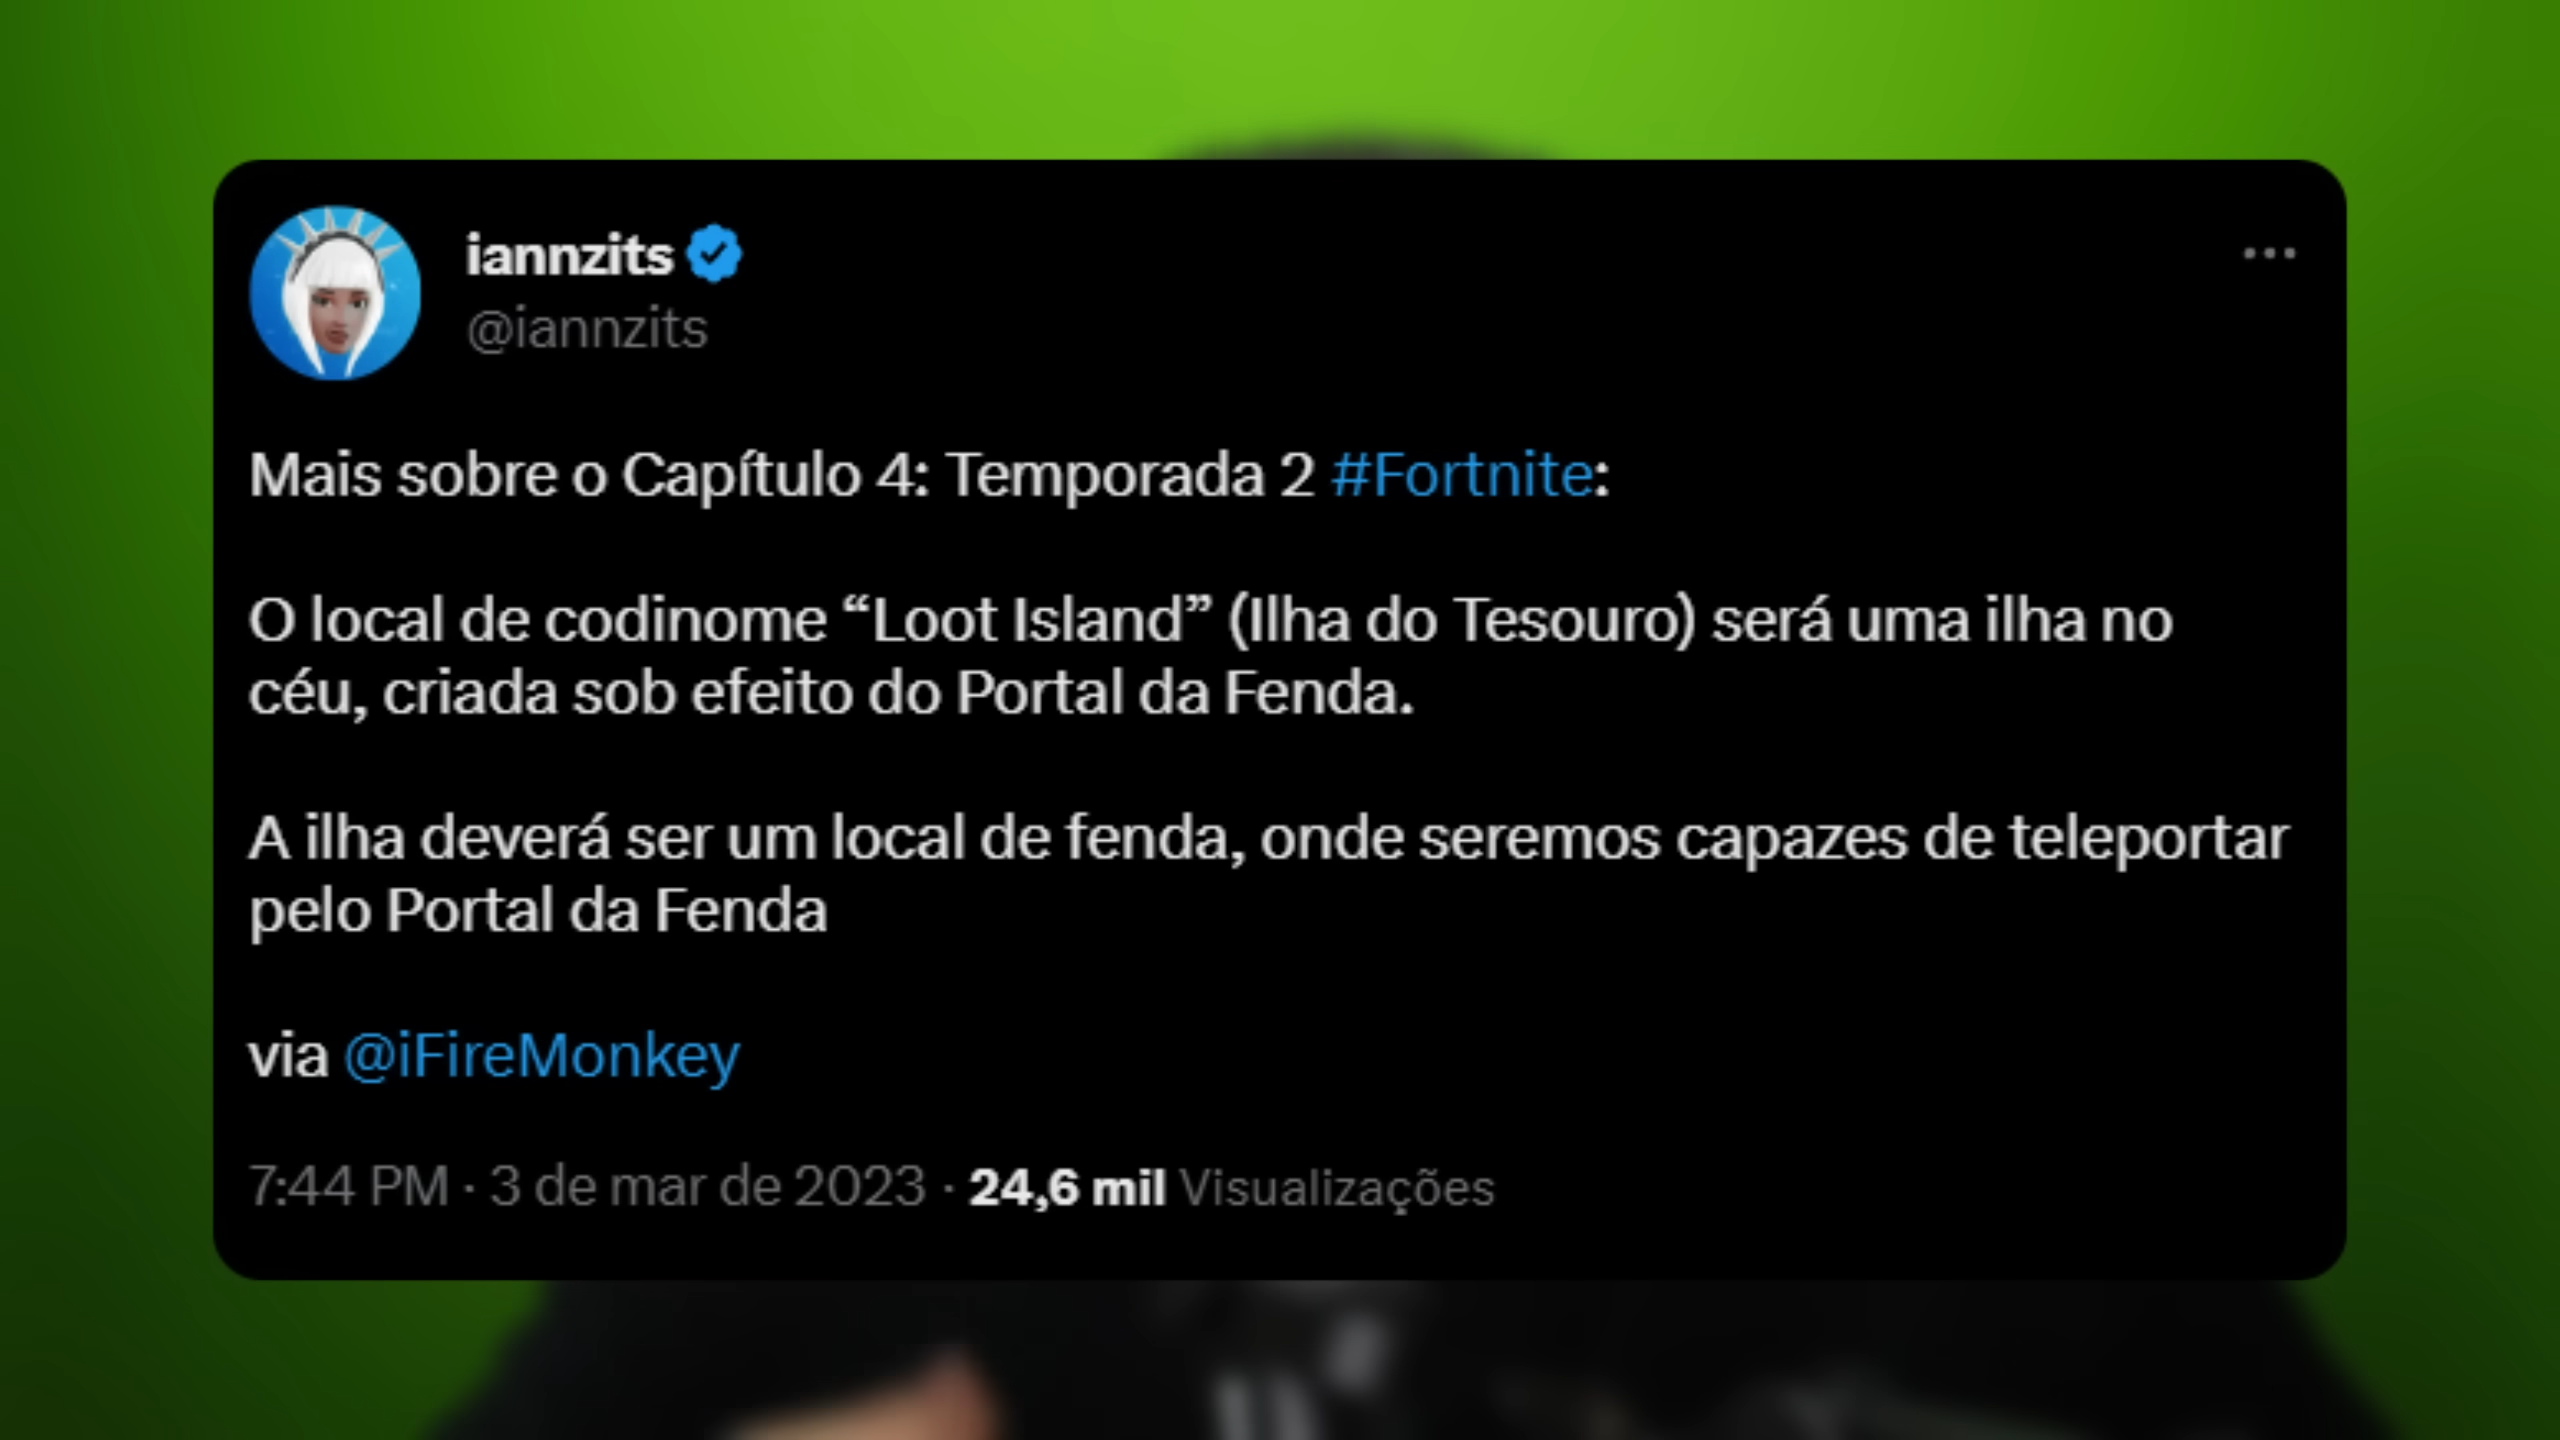 iannzits
@iannzits
Mais sobre o Capítulo 4: Temporada 2 #Fortnite:
O local de codinome “Loot Island” (Ilha do Tesouro) será uma ilha no
céu, criada sob efeito do Portal da Fenda.
A ilha deverá ser um local de fenda, onde seremos capazes de teleportar
pelo Portal da Fenda
via @iFireMonkey
7:44 PM · 3 de mar de 2023 · 24,6 mil Visualizações